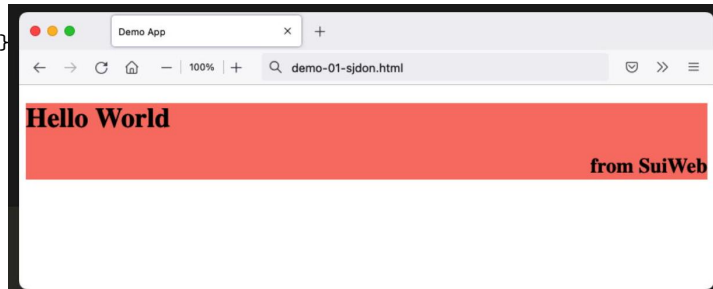 }
Demo App
100%
demo-01-sjdon.html
Hello World
from SuiWeb